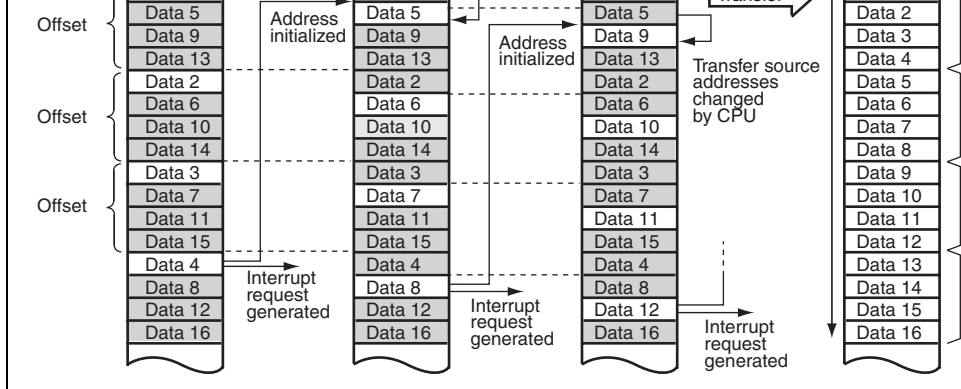 Offset
Offset
Offset
Data 5
Data 9
Data 13
Data 2
Data 6
Data 10
Data 14
Data 3
Data 7
Data 11
Data 15
Data 4
Data 8
Data 12
Data 16
Address
initialized
Interrupt
request
generated
Data 5
Data 9
Data 13
Data 2
Data 6
Data 10
Data 14
Data 3
Data 7
Data 11
Data 15
Data 4
Data 8
Data 12
Data 16
Address
initialized
Interrupt
request
generated
Data 5
Data 9
Data 13
Data 2
Data 6
Data 10
Data 14
Data 3
Data 7
Data 11
Data 15
Data 4
Data 8
Data 12
Data 16
Transfer
Transfer source
addresses
changed
by CPU
Interrupt
request
generated
Data 2
Data 3
Data 4
Data 5
Data 6
Data 7
Data 8
Data 9
Data 10
Data 11
Data 12
Data 13
Data 14
Data 15
Data 16